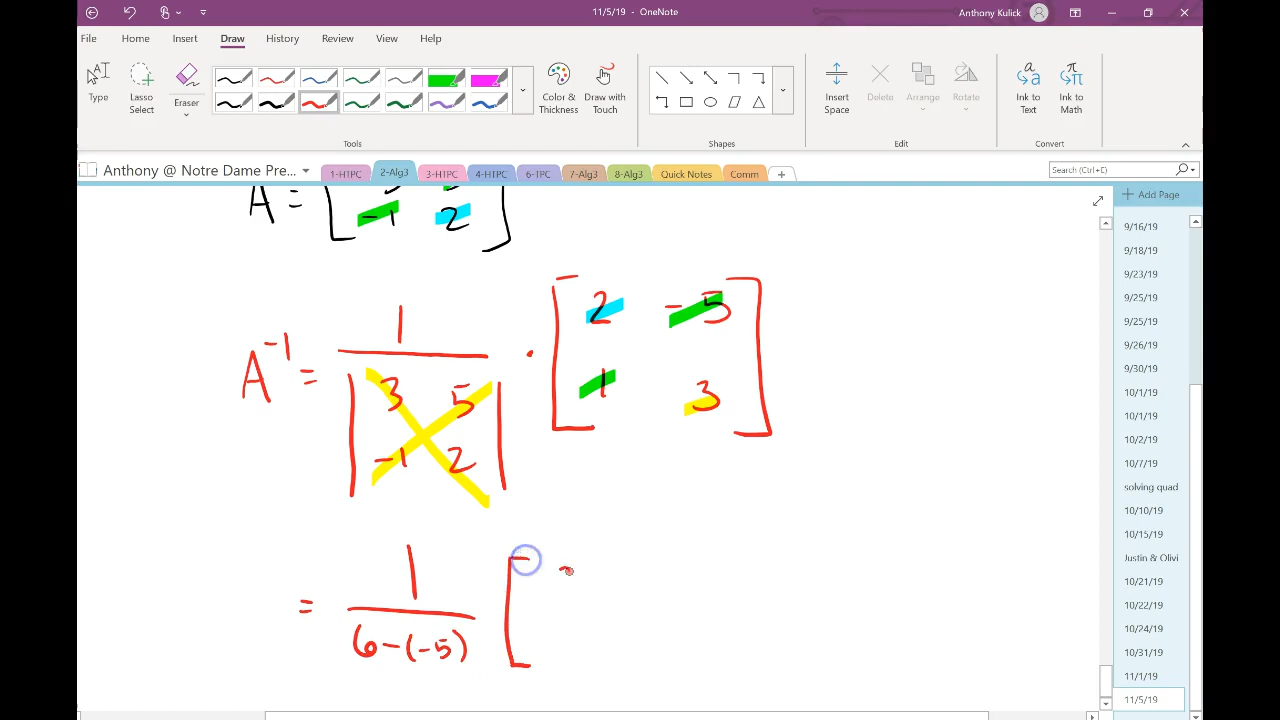 11/5/19 - OneNote
Anthony Kulick
File Home Insert Draw History Review View Help
Type
Lasso Select
Eraser
Color & Thickness
Draw with Touch
Insert Space
Delete
Arrange
Rotate
Ink to Text
Ink to Math
Tools
Shapes
Edit
Convert
Anthony @ Notre Dame Pre...
1-HTPC 2-Alg3 3-HTPC 4-HTPC 6-TPC 7-Alg3 8-Alg3 Quick Notes Comm +
Search (Ctrl+E)
Add Page
9/16/19
9/18/19
9/23/19
9/25/19
9/25/19
9/26/19
9/30/19
10/1/19
10/1/19
10/2/19
10/7/19
solving quad
10/10/19
10/15/19
Justin & Olivi
10/21/19
10/22/19
10/24/19
10/31/19
11/1/19
11/5/19
A =
-1 2
1
2 -5
A⁻¹ = ·
3 5
1 3
-1 2
1
=
6-(-5)